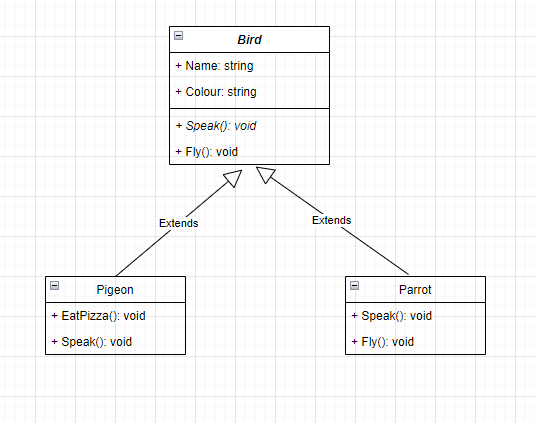 Bird
+ Name: string
+ Colour: string
+ Speak(): void
+ Fly(): void
Extends
Extends
Pigeon
+ EatPizza(): void
+ Speak(): void
Parrot
+ Speak(): void
+ Fly(): void